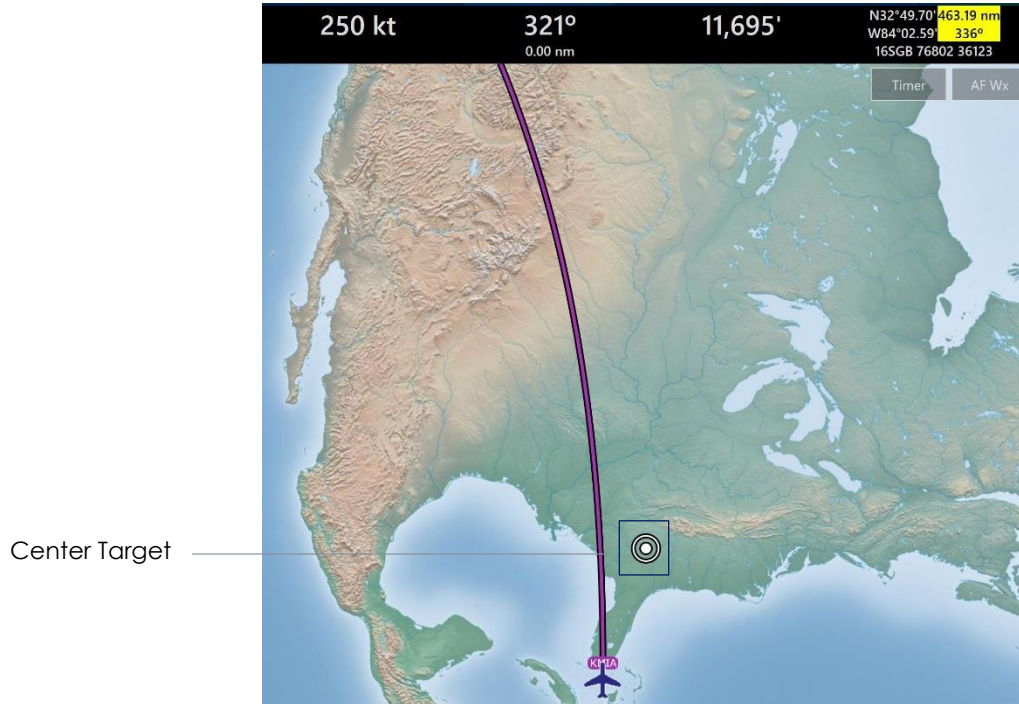 250 kt
321º
0.00 nm
11,695'
N32°49.70' 463.19 nm
W84°02.59' 336º
16SGB 76802 36123
Timer
AF Wx
Center Target
KMIA